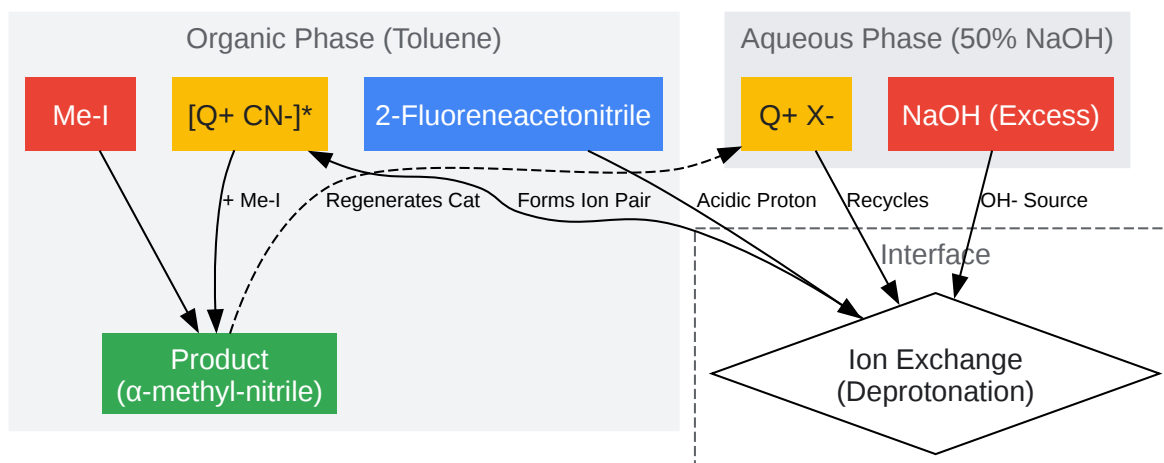 Organic Phase (Toluene)
Aqueous Phase (50% NaOH)
Me-I
[Q+ CN-]*
2-Fluoreneacetonitrile
Q+ X-
NaOH (Excess)
+ Me-I
Regenerates Cat
Forms Ion Pair
Acidic Proton
Recycles
OH- Source
Interface
Product
(α-methyl-nitrile)
Ion Exchange
(Deprotonation)